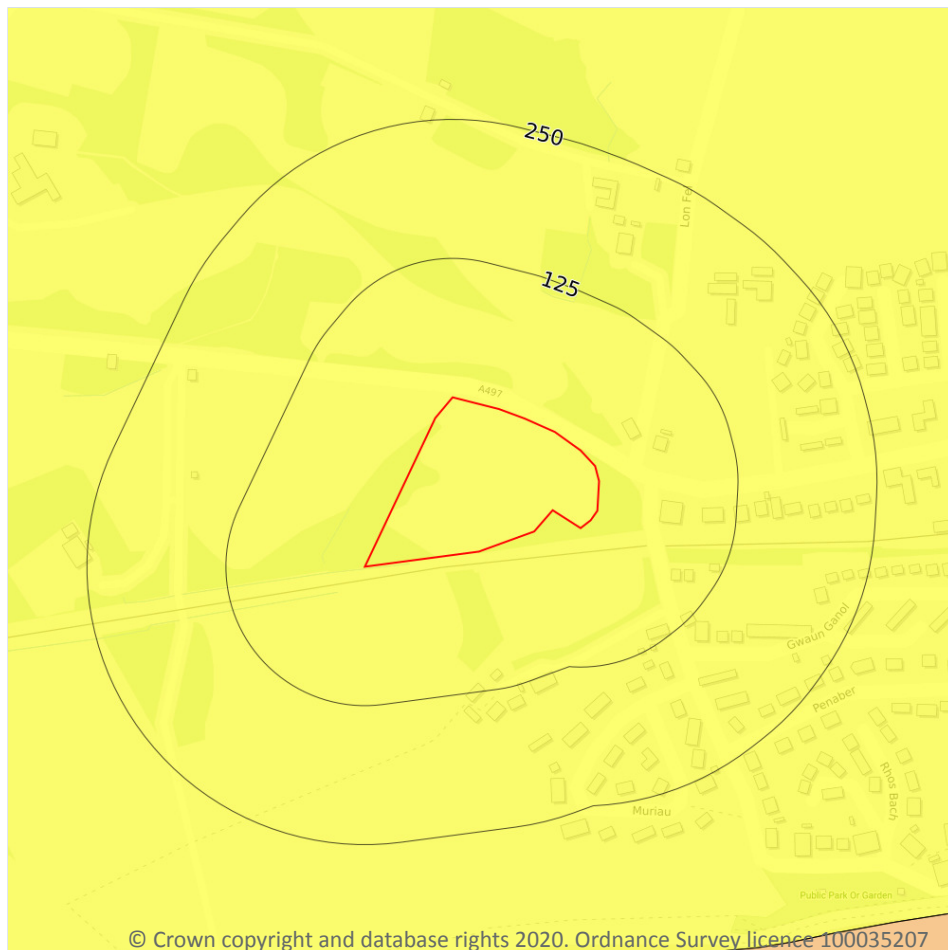 250
Lon Fel
125
A497
Gwaun Ganol
Penaber
Rhos Bach
Muriau
Public Park Or Garden
© Crown copyright and database rights 2020. Ordnance Survey licence 100035207